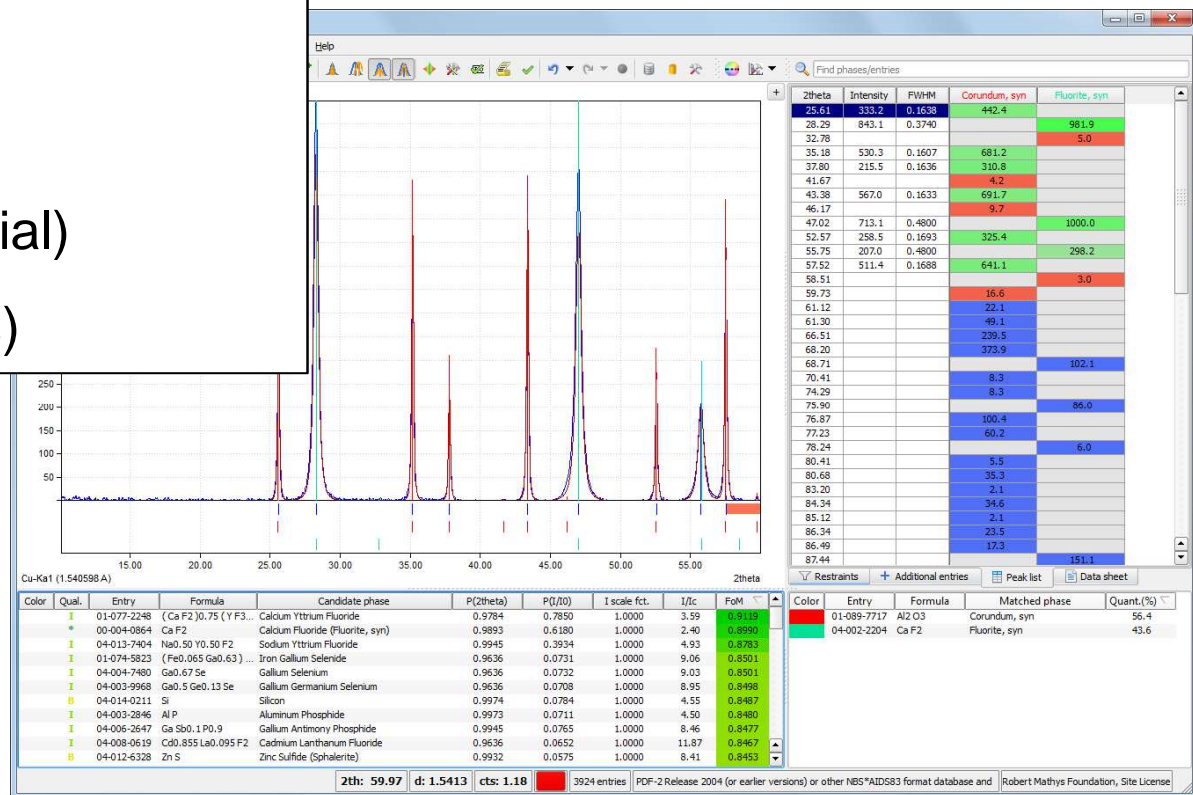 ial)
)
Help
Find phases/entries
2theta Intensity FWHM Corundum, syn Fluorite, syn
25.61 333.2 0.1638 442.4
28.29 843.1 0.3740 981.9
32.78 5.0
35.18 530.3 0.1607 681.2
37.80 215.5 0.1636 310.8
41.67 4.2
43.38 567.0 0.1633 691.7
46.17 9.7
47.02 713.1 0.4800 1000.0
52.57 258.5 0.1693 325.4
55.75 207.0 0.4800 298.2
57.52 511.4 0.1688 641.1
58.51 3.0
59.73 16.6
61.12 22.1
61.30 49.1
66.51 239.5
68.20 373.9
68.71 102.1
70.41 8.3
74.29 8.3
75.90 86.0
76.87 100.4
77.23 60.2
78.24 6.0
80.41 5.5
80.68 35.3
83.20 2.1
84.34 34.6
85.12 2.1
86.34 23.5
86.49 17.3
87.44 151.1
250
200
150
100
50
15.00 20.00 25.00 30.00 35.00 40.00 45.00 50.00 55.00
Cu-Ka1 (1.540598 A) 2theta
Restraints + Additional entries Peak list Data sheet
Color Qual. Entry Formula Candidate phase P(2theta) P(I/I0) I scale fct. I/Ic FoM
I 01-077-2248 ( Ca F2 )0.75 ( Y F3... Calcium Yttrium Fluoride 0.9784 0.7850 1.0000 3.59 0.9119
* 00-004-0864 Ca F2 Calcium Fluoride (Fluorite, syn) 0.9893 0.6180 1.0000 2.40 0.8990
I 04-013-7404 Na0.50 Y0.50 F2 Sodium Yttrium Fluoride 0.9945 0.3934 1.0000 4.93 0.8783
I 01-074-5823 ( Fe0.065 Ga0.63 ) ... Iron Gallium Selenide 0.9636 0.0731 1.0000 9.06 0.8501
I 04-004-7480 Ga0.67 Se Gallium Selenium 0.9636 0.0732 1.0000 9.03 0.8501
I 04-003-9968 Ga0.5 Ge0.13 Se Gallium Germanium Selenium 0.9636 0.0708 1.0000 8.95 0.8498
B 04-014-0211 Si Silicon 0.9974 0.0784 1.0000 4.55 0.8487
I 04-003-2846 Al P Aluminum Phosphide 0.9973 0.0711 1.0000 4.50 0.8480
I 04-006-2647 Ga Sb0.1 P0.9 Gallium Antimony Phosphide 0.9945 0.0765 1.0000 8.46 0.8477
I 04-008-0619 Cd0.855 La0.095 F2 Cadmium Lanthanum Fluoride 0.9636 0.0652 1.0000 11.87 0.8467
B 04-012-6328 Zn S Zinc Sulfide (Sphalerite) 0.9932 0.0575 1.0000 8.41 0.8453
Color Entry Formula Matched phase Quant.(%)
01-089-7717 Al2 O3 Corundum, syn 56.4
04-002-2204 Ca F2 Fluorite, syn 43.6
2th: 59.97 d: 1.5413 cts: 1.18 3924 entries PDF-2 Release 2004 (or earlier versions) or other NBS*AIDS83 format database and Robert Mathys Foundation, Site License